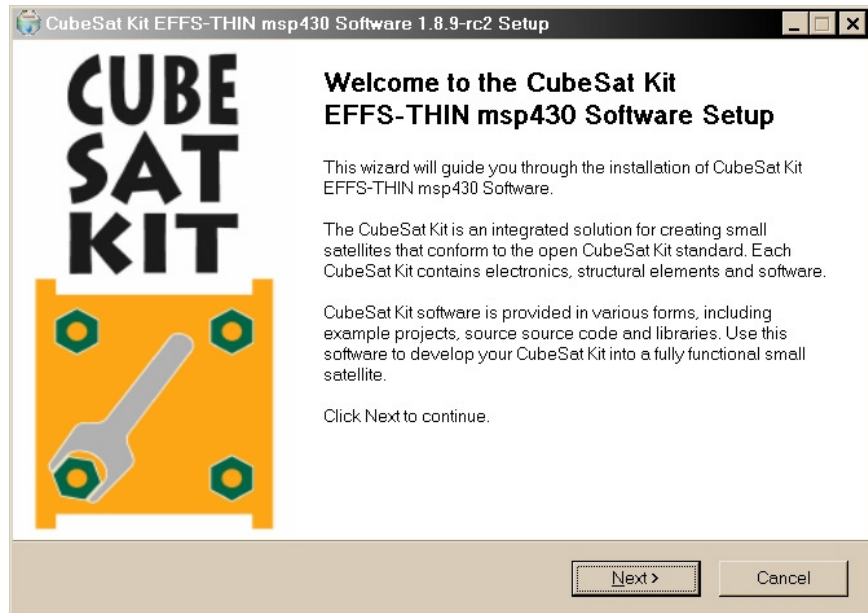 CubeSat Kit EFFS-THIN msp430 Software 1.8.9-rc2 Setup
CUBE
SAT
KIT
Welcome to the CubeSat Kit
EFFS-THIN msp430 Software Setup
This wizard will guide you through the installation of CubeSat Kit
EFFS-THIN msp430 Software.
The CubeSat Kit is an integrated solution for creating small
satellites that conform to the open CubeSat Kit standard. Each
CubeSat Kit contains electronics, structural elements and software.
CubeSat Kit software is provided in various forms, including
example projects, source source code and libraries. Use this
software to develop your CubeSat Kit into a fully functional small
satellite.
Click Next to continue.
Next >
Cancel